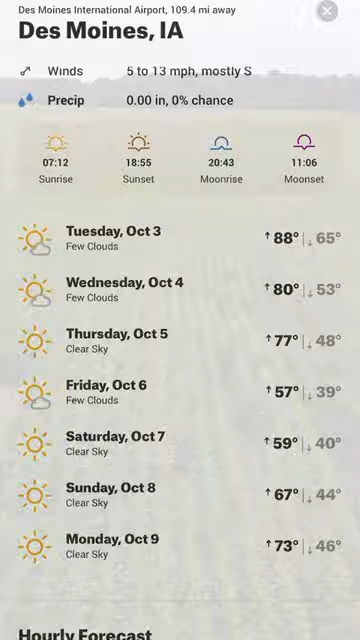 Des Moines International Airport, 109.4 mi away
Des Moines, IA
Winds 5 to 13 mph, mostly S
Precip 0.00 in, 0% chance
07:12 18:55 20:43 11:06
Sunrise Sunset Moonrise Moonset
Tuesday, Oct 3
Few Clouds
↑ 88° | ↓ 65°
Wednesday, Oct 4
Few Clouds
↑ 80° | ↓ 53°
Thursday, Oct 5
Clear Sky
↑ 77° | ↓ 48°
Friday, Oct 6
Few Clouds
↑ 57° | ↓ 39°
Saturday, Oct 7
Clear Sky
↑ 59° | ↓ 40°
Sunday, Oct 8
Clear Sky
↑ 67° | ↓ 44°
Monday, Oct 9
Clear Sky
↑ 73° | ↓ 46°
Hourly Forecast